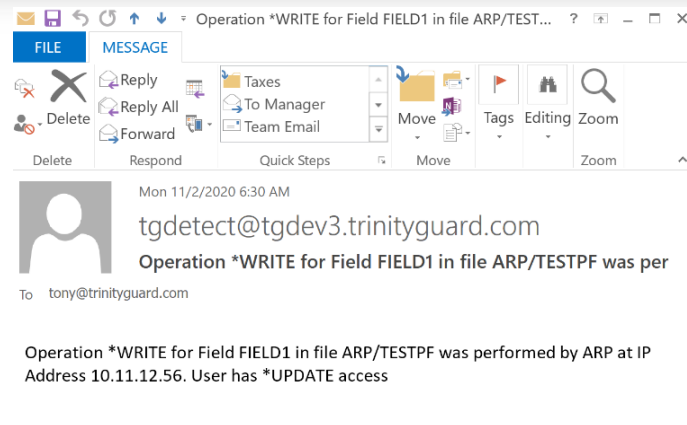 Operation *WRITE for Field FIELD1 in file ARP/TEST... ?
FILE MESSAGE
Delete
Reply
Reply All
Forward
Taxes
To Manager
Team Email
Move
Tags
Editing
Zoom
Delete Respond Quick Steps Move Zoom
Mon 11/2/2020 6:30 AM
tgdetect@tgdev3.trinityguard.com
Operation *WRITE for Field FIELD1 in file ARP/TESTPF was per
To tony@trinityguard.com
Operation *WRITE for Field FIELD1 in file ARP/TESTPF was performed by ARP at IP
Address 10.11.12.56. User has *UPDATE access